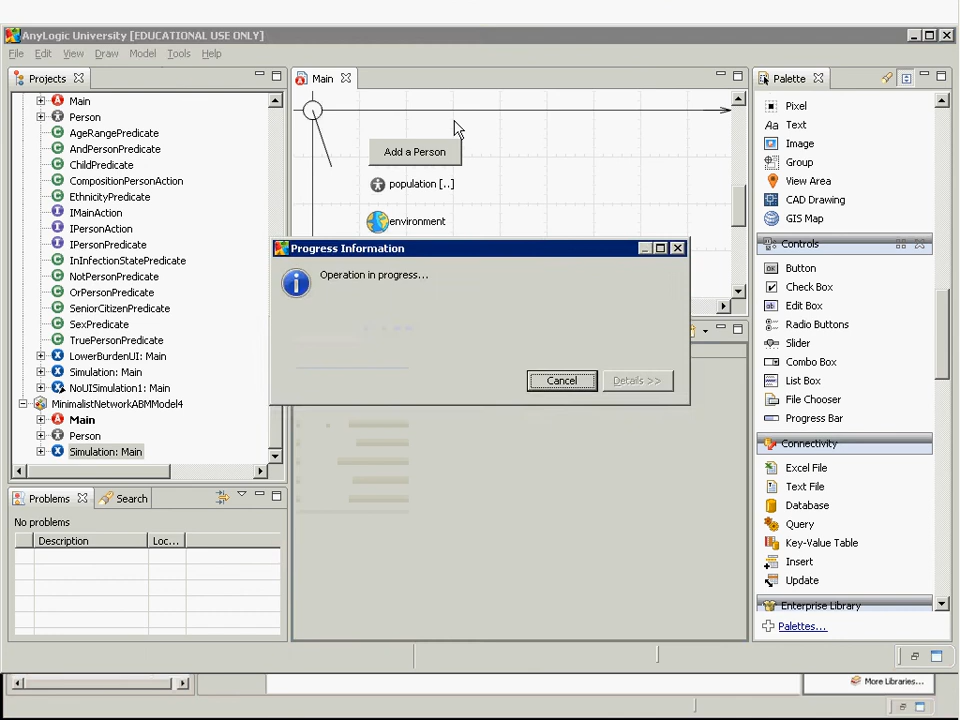 AnyLogic University [EDUCATIONAL USE ONLY]
File Edit View Draw Model Tools Help
Projects
Main
Person
AgeRangePredicate
AndPersonPredicate
ChildPredicate
CompositionPersonAction
EthnicityPredicate
IMainAction
IPersonAction
IPersonPredicate
InInfectionStatePredicate
NotPersonPredicate
OrPersonPredicate
SeniorCitizenPredicate
SexPredicate
TruePersonPredicate
LowerBurdenUI: Main
Simulation: Main
NoUISimulation1: Main
MinimalistNetworkABMModel4
Main
Person
Simulation: Main
Problems Search
No problems
Description Loc...
Main
Add a Person
population [..]
environment
Progress Information
Operation in progress...
Cancel Details >>
Palette
Pixel
Aa Text
Image
Group
View Area
CAD Drawing
GIS Map
Controls
Button
Check Box
Edit Box
Radio Buttons
Slider
Combo Box
List Box
File Chooser
Progress Bar
Connectivity
Excel File
Text File
Database
Query
Key-Value Table
Insert
Update
Enterprise Library
Palettes...
More Libraries...